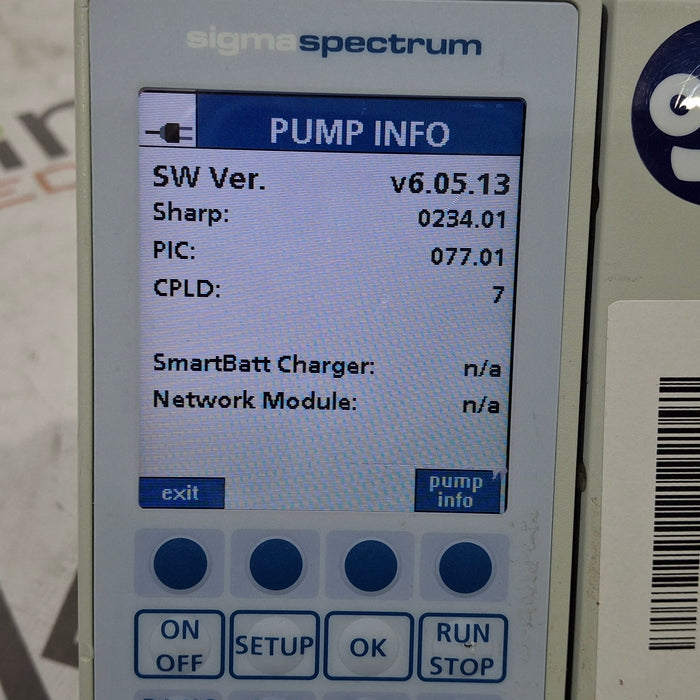 sigmaspectrum
PUMP INFO
SW Ver. v6.05.13
Sharp: 0234.01
PIC: 077.01
CPLD: 7
SmartBatt Charger: n/a
Network Module: n/a
exit
pump
info
ON
OFF
SETUP
OK
RUN
STOP